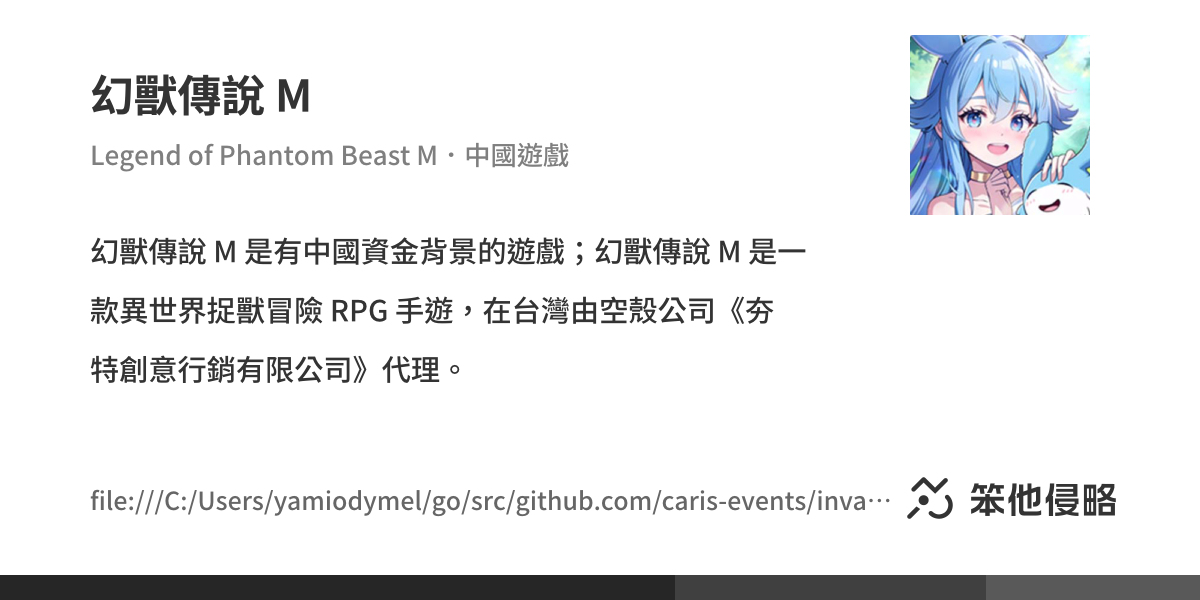 幻獸傳說 M
Legend of Phantom Beast M・中國遊戲
幻獸傳說 M 是有中國資金背景的遊戲；幻獸傳說 M 是一
款異世界捉獸冒險 RPG 手遊，在台灣由空殼公司《夯
特創意行銷有限公司》代理。
file:///C:/Users/yamiodymel/go/src/github.com/caris-events/inva…
笨他侵略